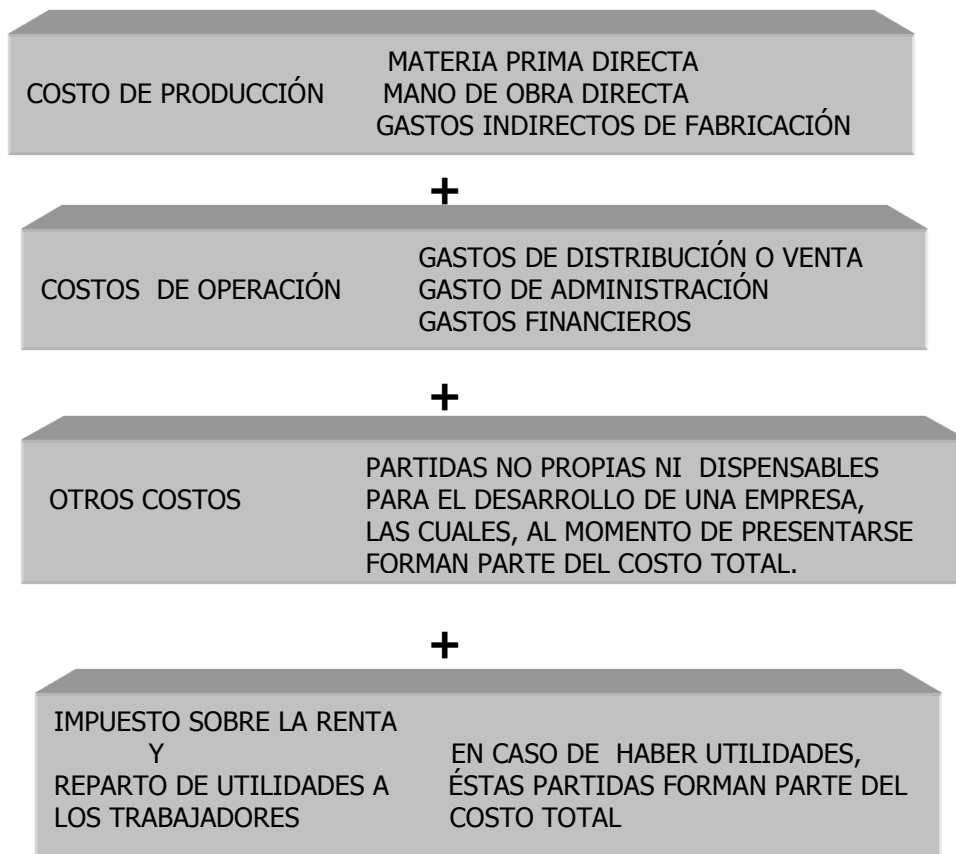 MATERIA PRIMA DIRECTA
COSTO DE PRODUCCIÓN MANO DE OBRA DIRECTA
GASTOS INDIRECTOS DE FABRICACIÓN
+
GASTOS DE DISTRIBUCIÓN O VENTA
COSTOS DE OPERACIÓN GASTO DE ADMINISTRACIÓN
GASTOS FINANCIEROS
+
PARTIDAS NO PROPIAS NI DISPENSABLES
OTROS COSTOS PARA EL DESARROLLO DE UNA EMPRESA,
LAS CUALES, AL MOMENTO DE PRESENTARSE
FORMAN PARTE DEL COSTO TOTAL.
+
IMPUESTO SOBRE LA RENTA
Y EN CASO DE HABER UTILIDADES,
REPARTO DE UTILIDADES A ÉSTAS PARTIDAS FORMAN PARTE DEL
LOS TRABAJADORES COSTO TOTAL